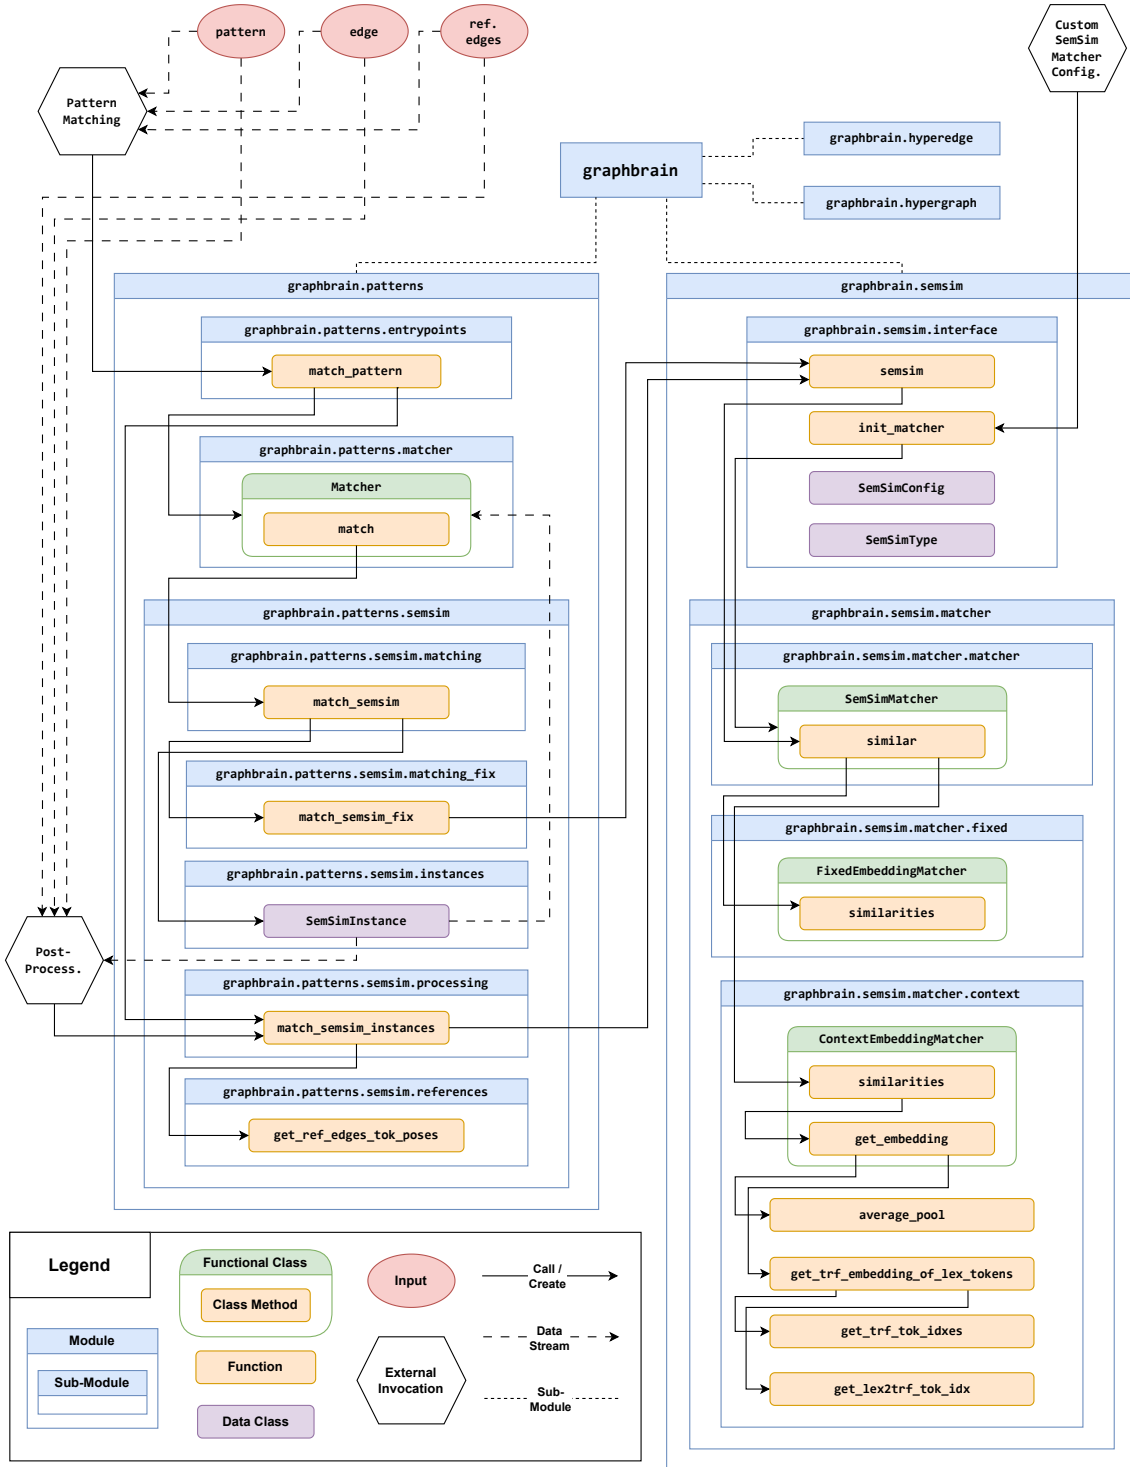 pattern
edge
ref.
edges
Custom
SemSim
Matcher
Config.
Pattern
Matching
graphbrain
graphbrain.hyperedge
graphbrain.hypergraph
graphbrain.patterns
graphbrain.patterns.entrypoints
match_pattern
graphbrain.patterns.matcher
Matcher
match
graphbrain.patterns.semsim
graphbrain.patterns.semsim.matching
match_semsim
graphbrain.patterns.semsim.matching_fix
match_semsim_fix
graphbrain.patterns.semsim.instances
SemSimInstance
Post-
Process.
graphbrain.patterns.semsim.processing
match_semsim_instances
graphbrain.patterns.semsim.references
get_ref_edges_tok_poses
graphbrain.semsim
graphbrain.semsim.interface
semsim
init_matcher
SemSimConfig
SemSimType
graphbrain.semsim.matcher
graphbrain.semsim.matcher.matcher
SemSimMatcher
similar
graphbrain.semsim.matcher.fixed
FixedEmbeddingMatcher
similarities
graphbrain.semsim.matcher.context
ContextEmbeddingMatcher
similarities
get_embedding
average_pool
get_trf_embedding_of_lex_tokens
get_trf_tok_idxes
get_lex2trf_tok_idx
Legend
Module
Sub-Module
Functional Class
Class Method
Function
Data Class
Input
External
Invocation
Call /
Create
Data
Stream
Sub-
Module